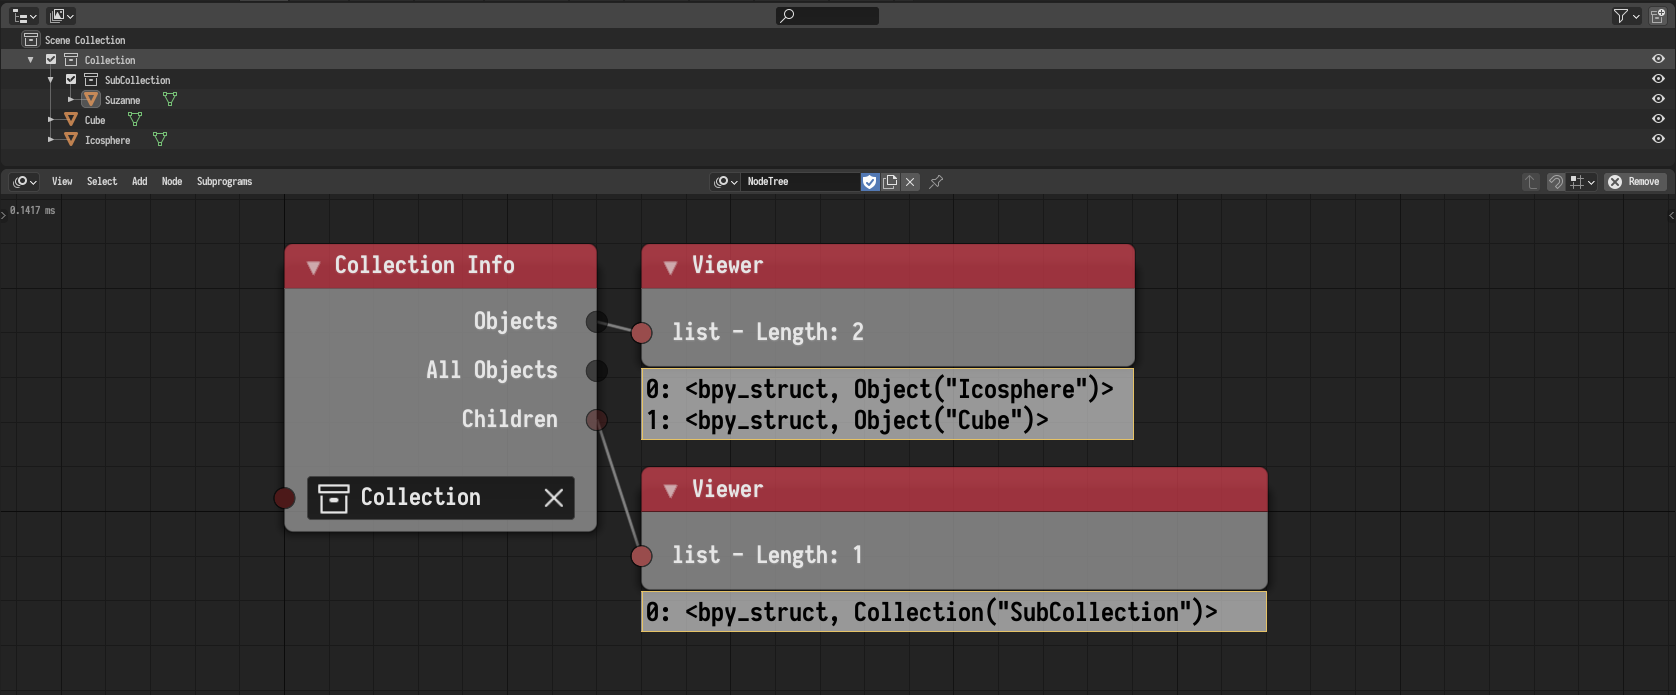 Scene Collection
Collection
SubCollection
Suzanne
Cube
Icosphere
View Select Add Node Subprograms NodeTree Remove
0.1417 ms
Collection Info
Objects
All Objects
Children
Collection
Viewer
list - Length: 2
0: <bpy_struct, Object("Icosphere")>
1: <bpy_struct, Object("Cube")>
Viewer
list - Length: 1
0: <bpy_struct, Collection("SubCollection")>